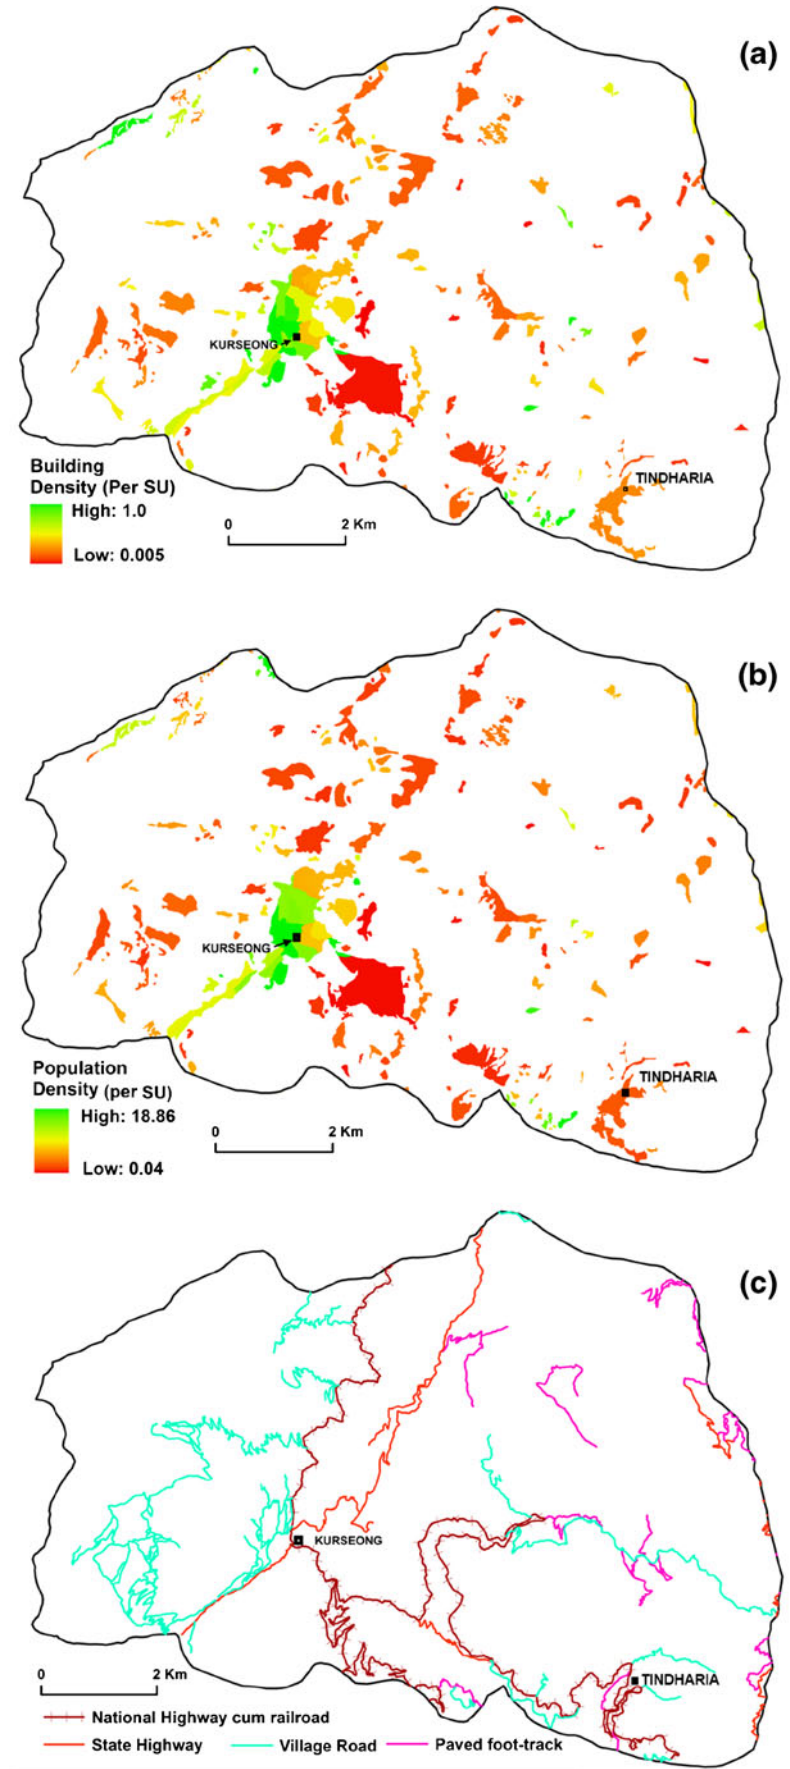 (a)
KURSEONG
TINDHARIA
Building
Density (Per SU)
High: 1.0
Low: 0.005
0 2 Km
(b)
KURSEONG
TINDHARIA
Population
Density (per SU)
High: 18.86
Low: 0.04
0 2 Km
(c)
KURSEONG
TINDHARIA
0 2 Km
National Highway cum railroad
State Highway Village Road Paved foot-track